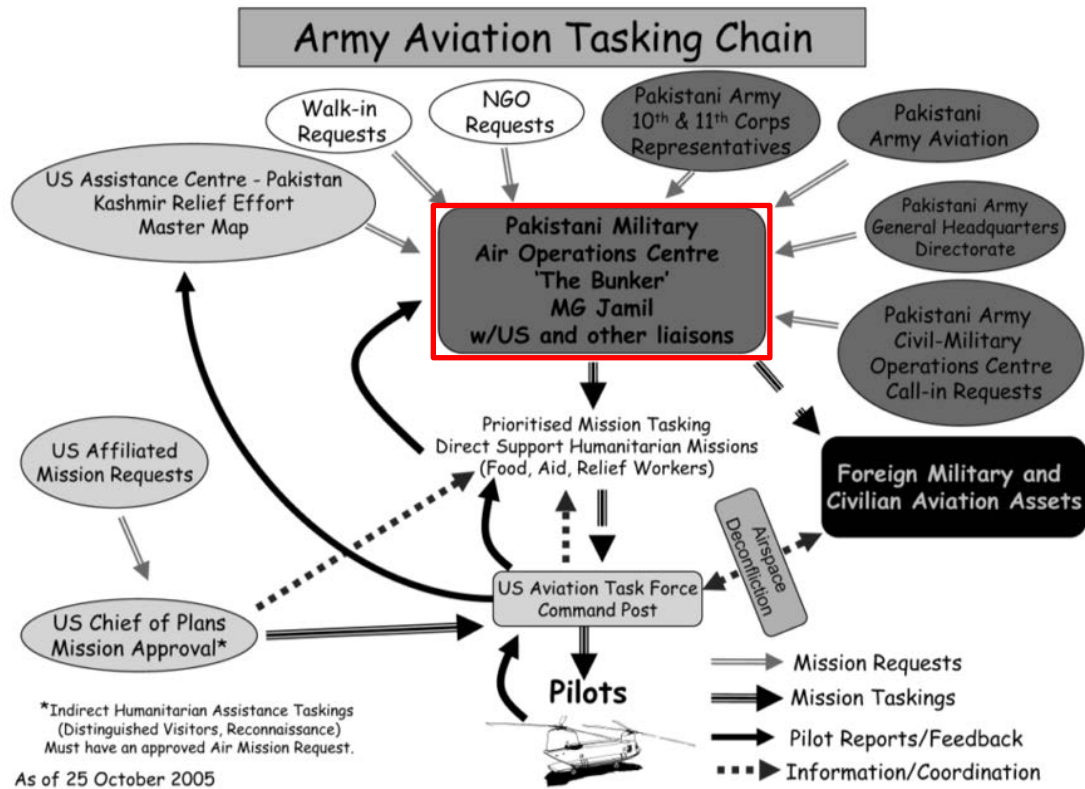 Army Aviation Tasking Chain
Walk-in
Requests
NGO
Requests
Pakistani Army
10th & 11th Corps
Representatives
Pakistani
Army Aviation
US Assistance Centre - Pakistan
Kashmir Relief Effort
Master Map
Pakistani Military
Air Operations Centre
'The Bunker'
MG Jamil
w/US and other liaisons
Pakistani Army
General Headquarters
Directorate
Pakistani Army
Civil-Military
Operations Centre
Call-in Requests
Prioritised Mission Tasking
Direct Support Humanitarian Missions
(Food, Aid, Relief Workers)
US Affiliated
Mission Requests
Foreign Military and
Civilian Aviation Assets
Airspace
Deconfliction
US Aviation Task Force
Command Post
US Chief of Plans
Mission Approval*
Pilots
*Indirect Humanitarian Assistance Taskings
(Distinguished Visitors, Reconnaissance)
Must have an approved Air Mission Request.
As of 25 October 2005
Mission Requests
Mission Taskings
Pilot Reports/Feedback
Information/Coordination